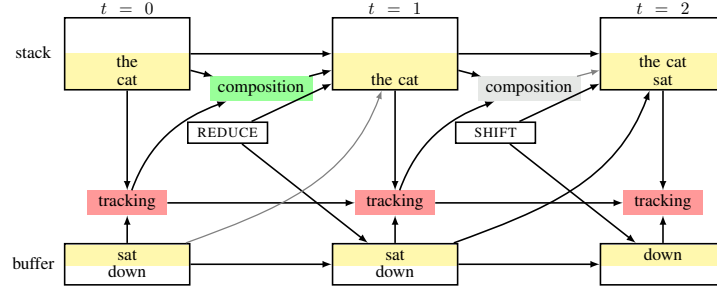 t = 0
t = 1
t = 2
stack
the
cat
composition
the cat
composition
the cat
sat
REDUCE
SHIFT
tracking
tracking
tracking
buffer
sat
down
sat
down
down